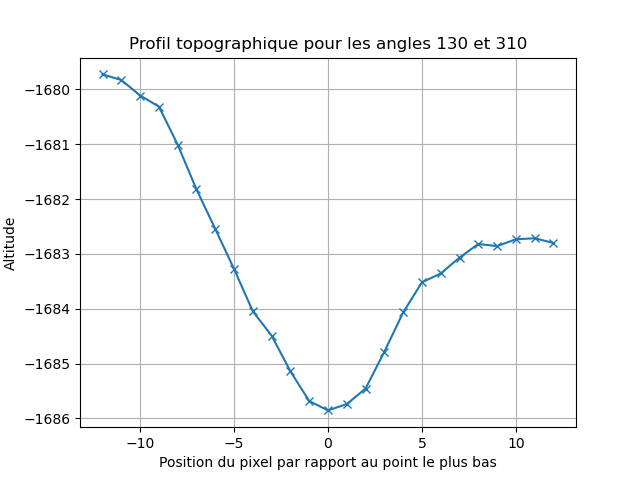 Profil topographique pour les angles 130 et 310
−1680
−1681
−1682
−1683
−1684
−1685
−1686
Altitude
−10 −5 0 5 10
Position du pixel par rapport au point le plus bas